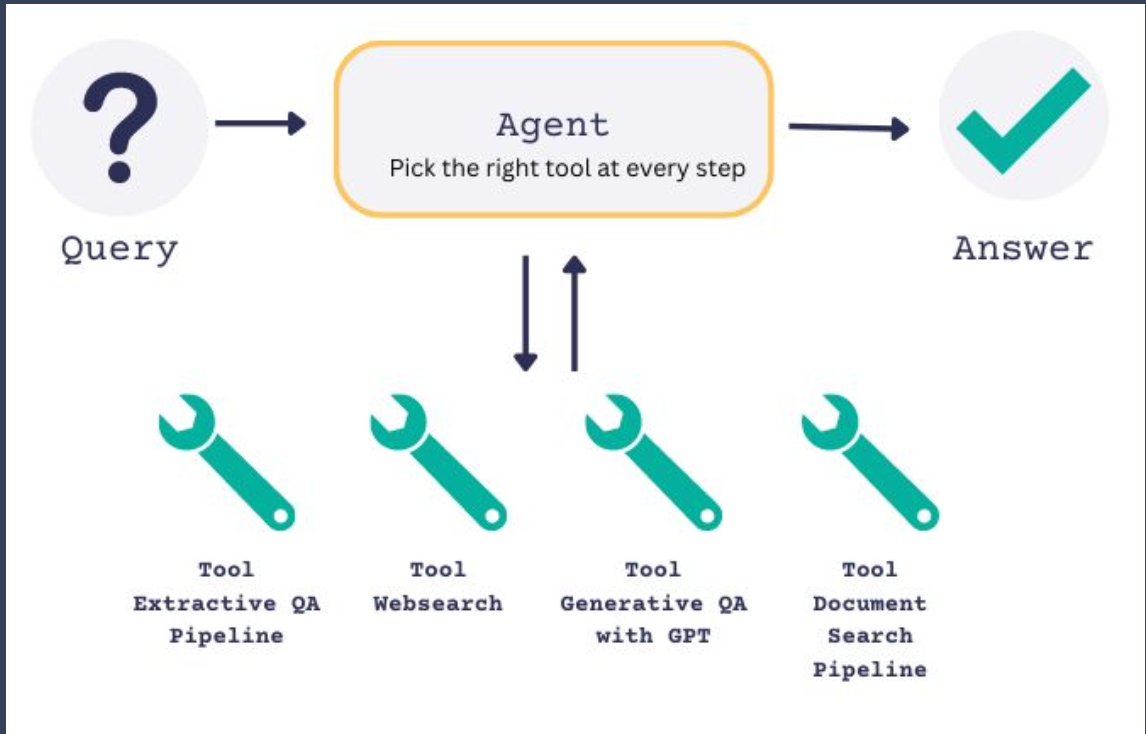 Agent
Pick the right tool at every step
Query
Answer
Tool
Extractive QA
Pipeline
Tool
Websearch
Tool
Generative QA
with GPT
Tool
Document
Search
Pipeline